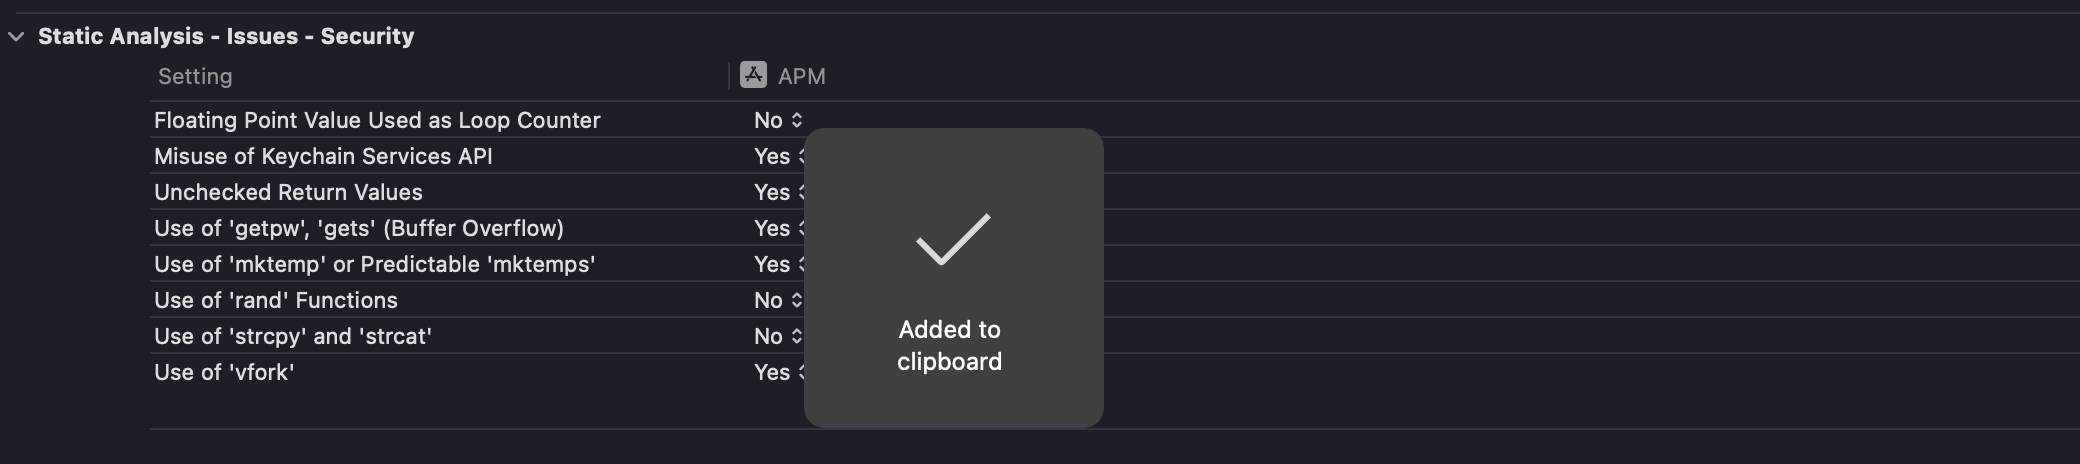 Static Analysis - Issues - Security
Setting APM
Floating Point Value Used as Loop Counter No
Misuse of Keychain Services API Yes
Unchecked Return Values Yes
Use of 'getpw', 'gets' (Buffer Overflow) Yes
Use of 'mktemp' or Predictable 'mktemps' Yes
Use of 'rand' Functions No
Use of 'strcpy' and 'strcat' No
Use of 'vfork' Yes
Added to
clipboard